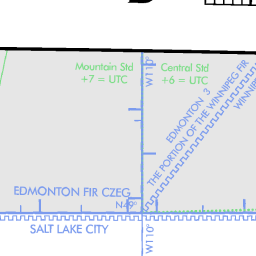 Mountain Std
+7 = UTC
Central Std
+6 = UTC
W110°
EDMONTON 3
THE PORTION OF THE WINNIPEG FIR
WINNIP
EDMONTON FIR CZEG
N49°
SALT LAKE CITY
W110°